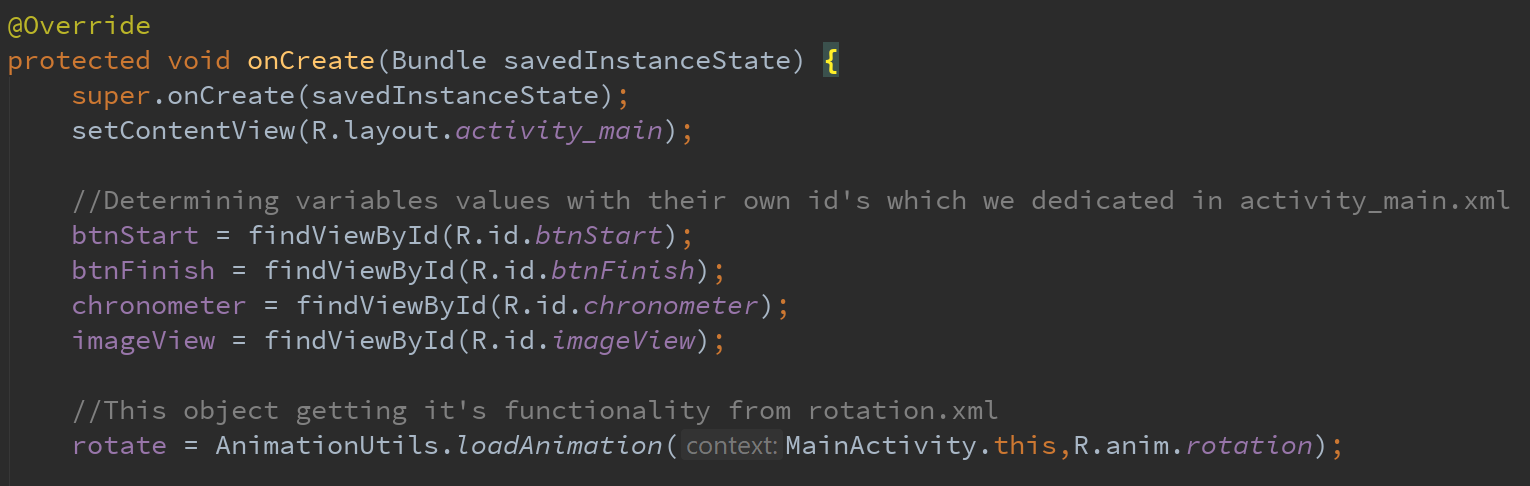 @Override
protected void onCreate(Bundle savedInstanceState) {
    super.onCreate(savedInstanceState);
    setContentView(R.layout.activity_main);

    //Determining variables values with their own id's which we dedicated in activity_main.xml
    btnStart = findViewById(R.id.btnStart);
    btnFinish = findViewById(R.id.btnFinish);
    chronometer = findViewById(R.id.chronometer);
    imageView = findViewById(R.id.imageView);

    //This object getting it's functionality from rotation.xml
    rotate = AnimationUtils.loadAnimation( context: MainActivity.this,R.anim.rotation);